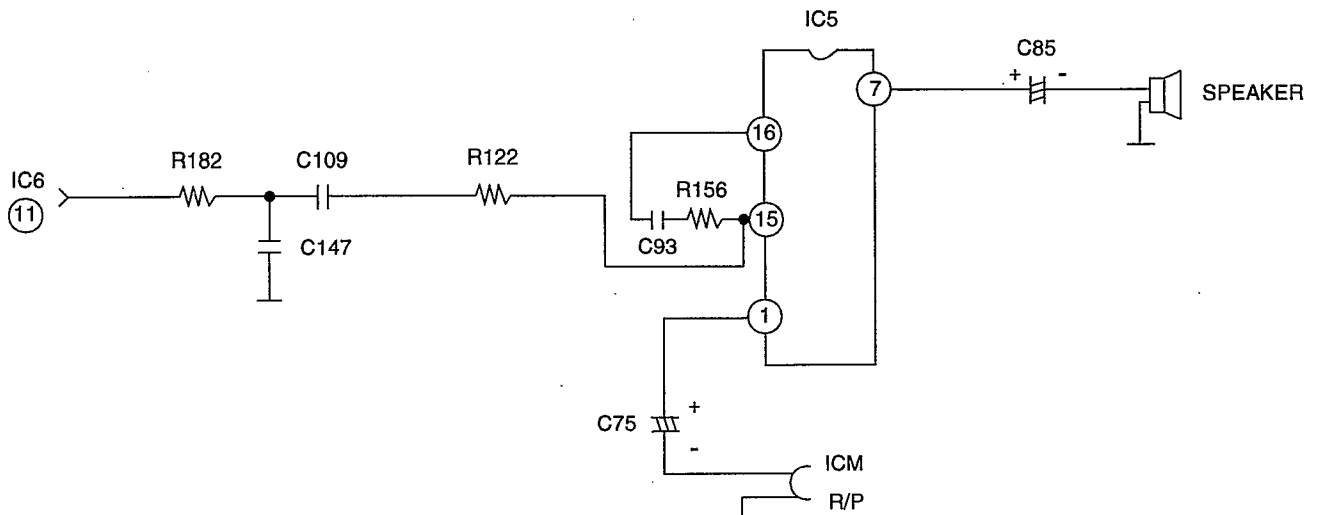 IC5
C85
+
-
7
SPEAKER
16
R182
C109
R122
IC6
11
R156
15
C93
C147
1
C75
+
-
ICM
R/P